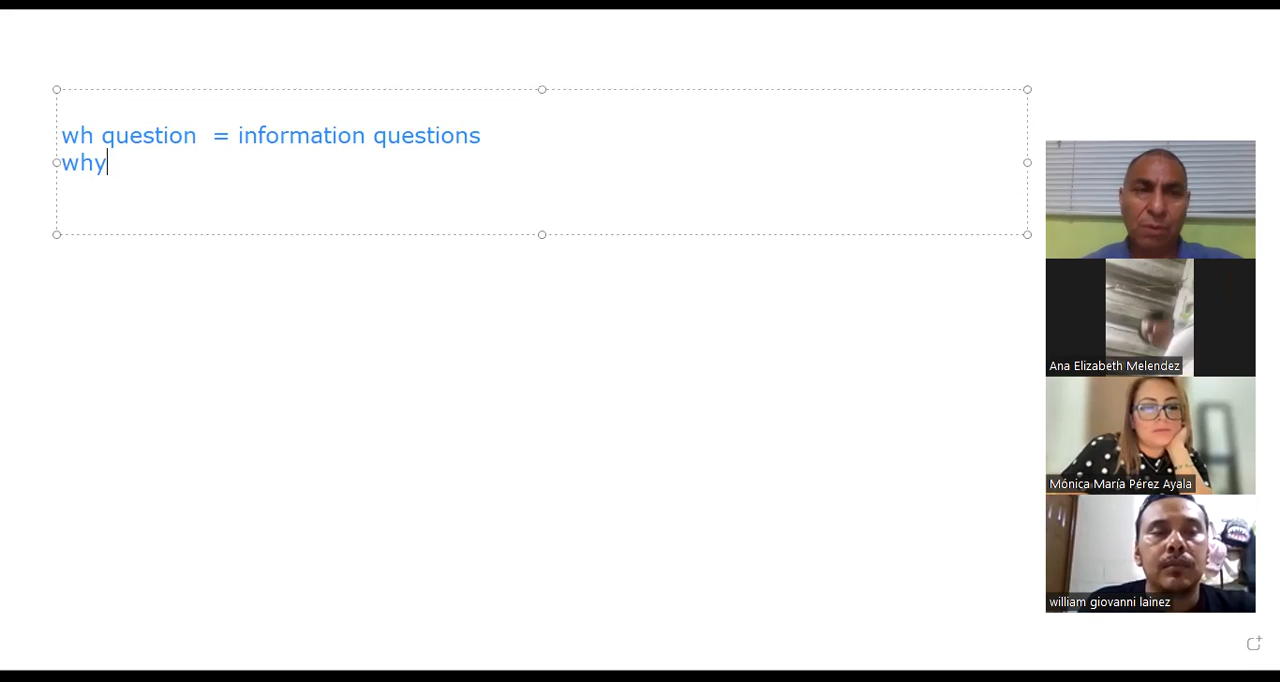 wh question  = information questions
why
Ana Elizabeth Melendez
Mónica María Pérez Ayala
william giovanni lainez